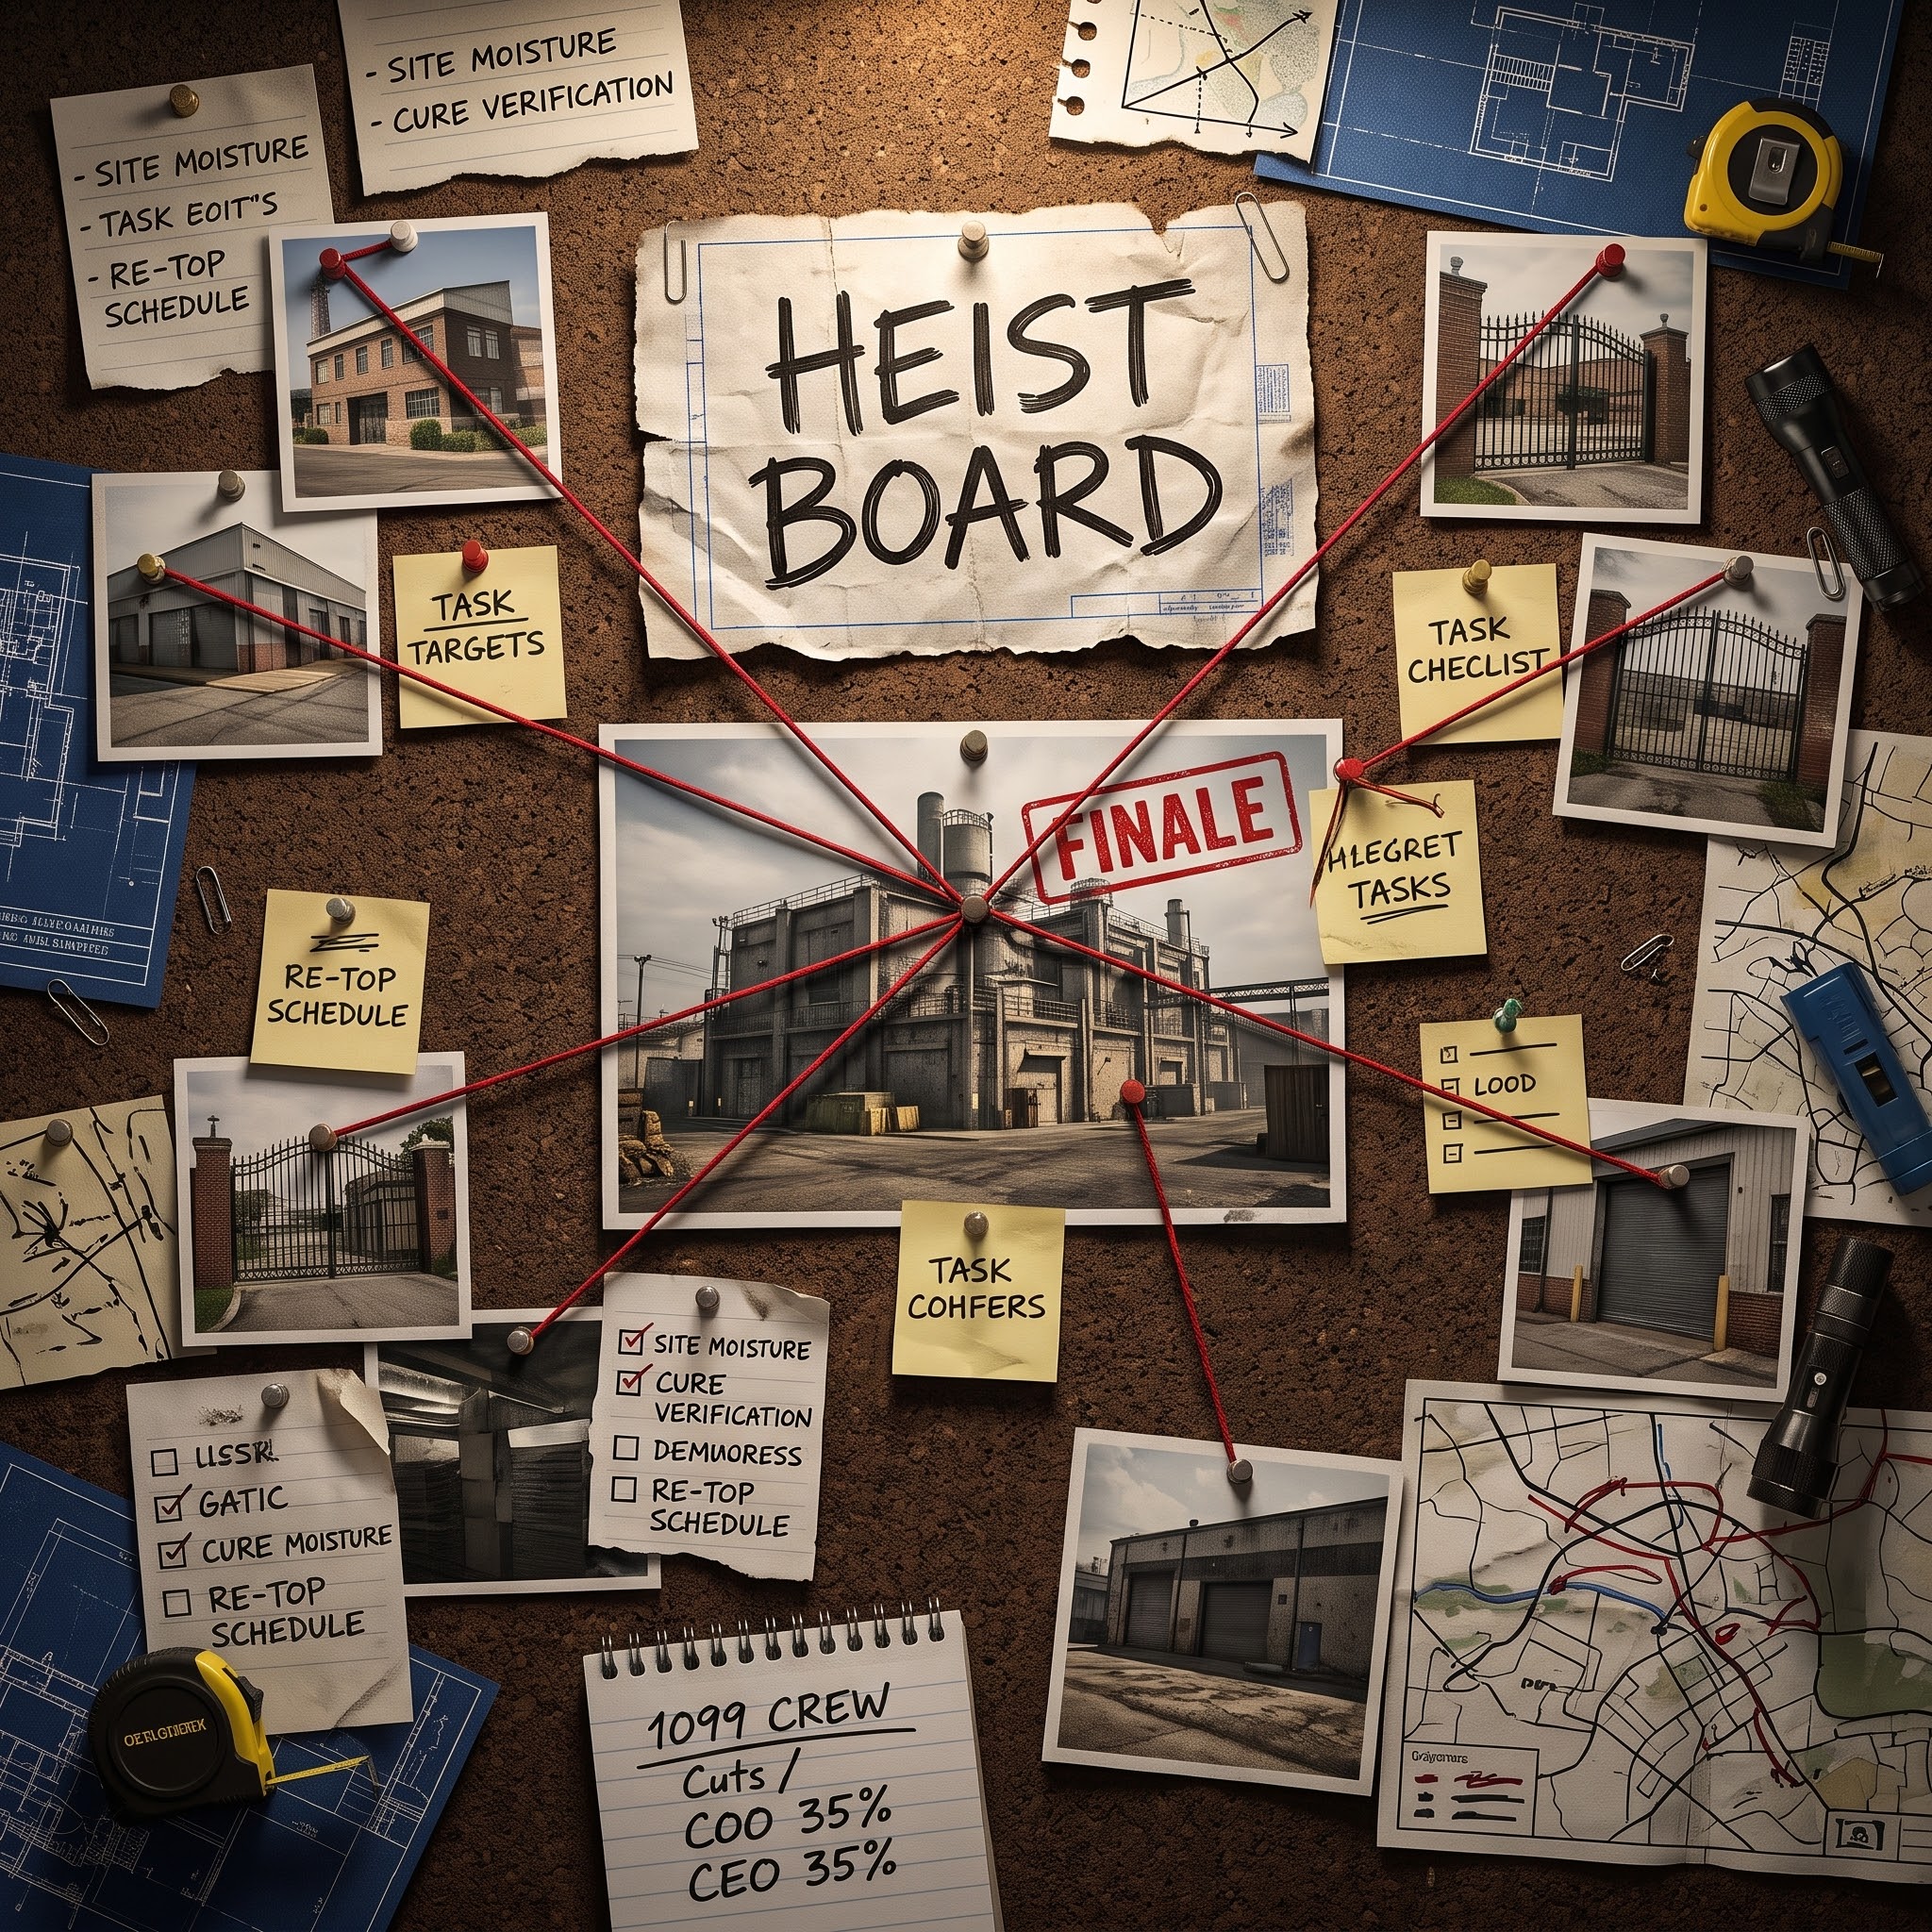 - SITE MOISTURE
- CURE VERIFICATION
- SITE MOISTURE
- TASK EOIT"S
- RE-TOP
SCHEDULE
HEIST
BOARD
TASK
TARGETS
TASK
CHECLIST
FINALE
HLEGRET
TASKS
RE-TOP
SCHEDULE
LOOD
TASK
COHFERS
SITE MOISTURE
CURE
VERIFICATION
DEMUORESS
RE-TOP
SCHEDULE
GATIC
CURE MOISTURE
RE-TOP
SCHEDULE
1099 CREW
Cuts /
COO 35%
CEO 35%